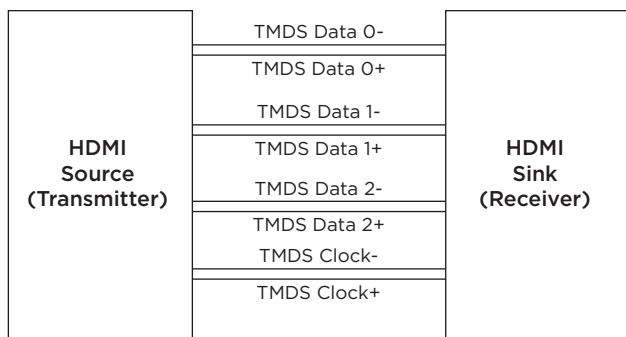 HDMI
Source
(Transmitter)
TMDS Data 0-
TMDS Data 0+
TMDS Data 1-
TMDS Data 1+
TMDS Data 2-
TMDS Data 2+
TMDS Clock-
TMDS Clock+
HDMI
Sink
(Receiver)